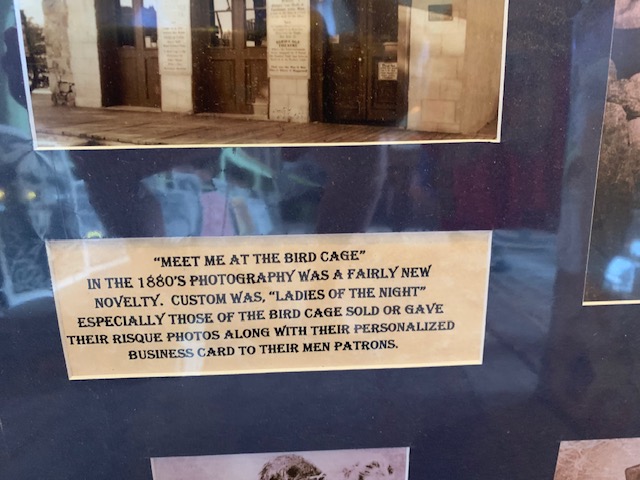 "MEET ME AT THE BIRD CAGE"
IN THE 1880'S PHOTOGRAPHY WAS A FAIRLY NEW
NOVELTY. CUSTOM WAS, "LADIES OF THE NIGHT"
ESPECIALLY THOSE OF THE BIRD CAGE SOLD OR GAVE
THEIR RISQUE PHOTOS ALONG WITH THEIR PERSONALIZED
BUSINESS CARD TO THEIR MEN PATRONS.